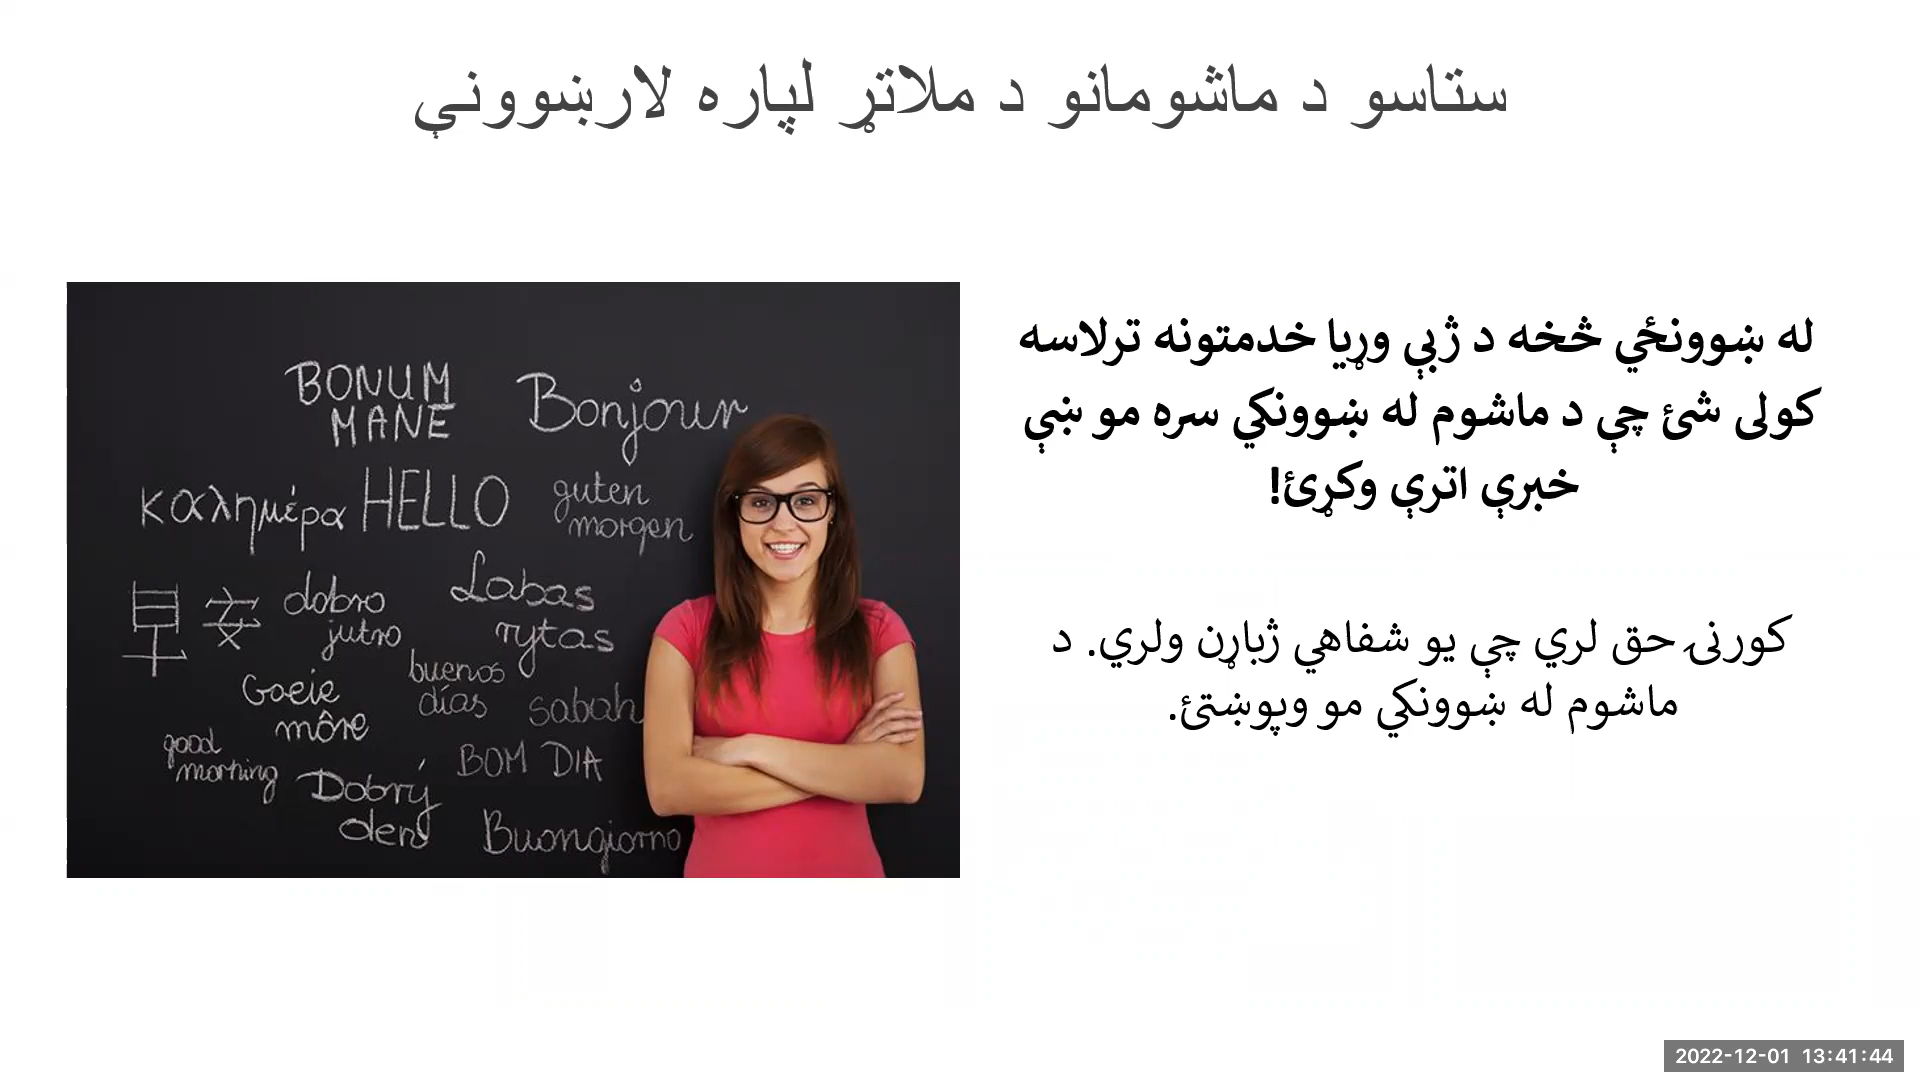 ستاسو د ماشومانو د ملاتړ لپاره لارښوونې
له ښوونځي څخه د ژبې وړیا خدمتونه ترلاسه
کولی شئ چې د ماشوم له ښوونکي سره مو ښې
خبرې اترې وکړئ!
کورنۍ حق لري چې یو شفاهي ژباړن ولري. د
ماشوم له ښوونکي مو وپوښتئ.
BONUM
MANE
Bonjour
καλημέρα
HELLO
guten
morgen
早安
dobro
jutro
Labas
rytas
buenos
días
Goeie
môre
sabah
good
morning
BOM DIA
Dobrý
den
Buongiorno
2022-12-01 13:41:44